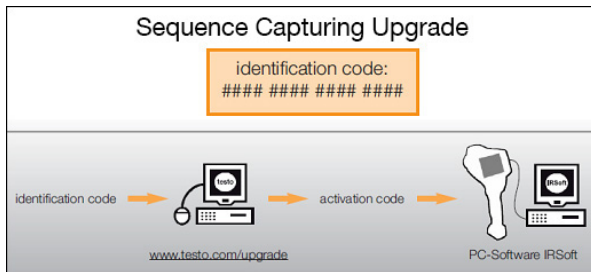 Sequence Capturing Upgrade
identification code:
#### #### #### ####
identification code
testo
activation code
IRSoft
www.testo.com/upgrade
PC-Software IRSoft